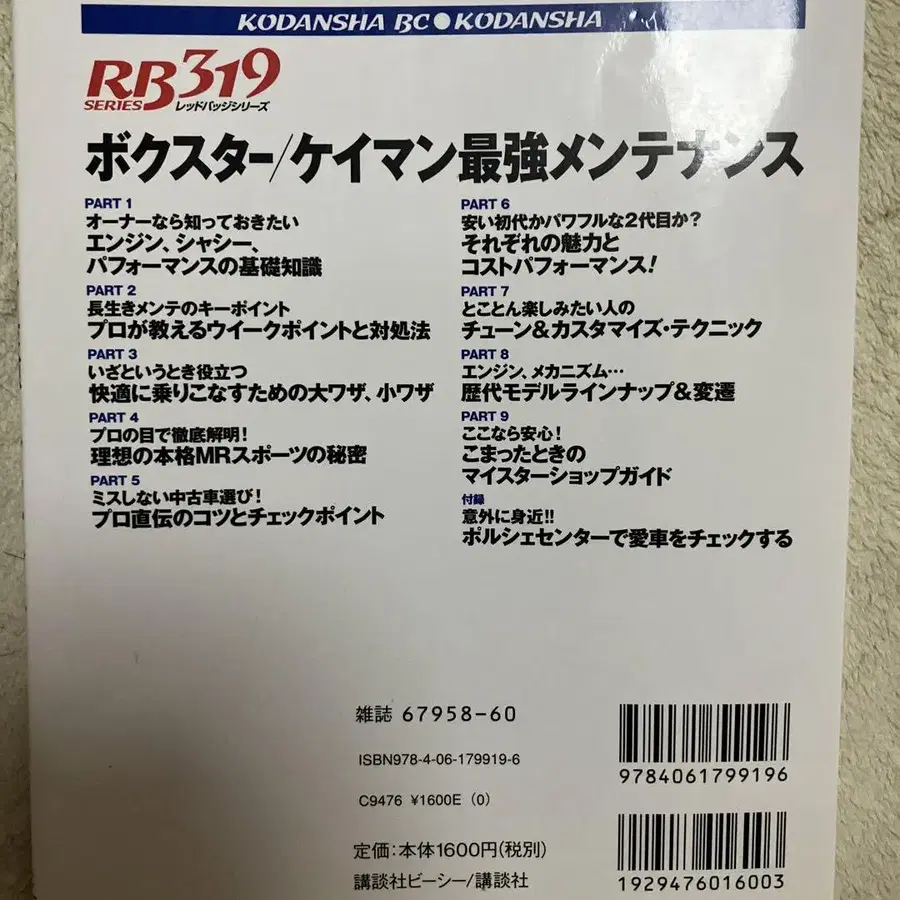 KODANSHA BC●KODANSHA
RB319
SERIES レッドバッジシリーズ
ボクスター/ケイマン最強メンテナンス
PART 1
オーナーなら知っておきたい
エンジン、シャシー、
パフォーマンスの基礎知識
PART 2
長生きメンテのキーポイント
プロが教えるウイークポイントと対処法
PART 3
いざというとき役立つ
快適に乗りこなすための大ワザ、小ワザ
PART 4
プロの目で徹底解明!
理想の本格MRスポーツの秘密
PART 5
ミスしない中古車選び!
プロ直伝のコツとチェックポイント
PART 6
安い初代かパワフルな2代目か?
それぞれの魅力と
コストパフォーマンス!
PART 7
とことん楽しみたい人の
チューン&カスタマイズ・テクニック
PART 8
エンジン、メカニズム…
歴代モデルラインナップ&変遷
PART 9
ここなら安心!
こまったときの
マイスターショップガイド
付録
意外に身近!!
ポルシェセンターで愛車をチェックする
雑誌 67958-60
ISBN978-4-06-179919-6
C9476 ¥1600E (0)
定価:本体1600円(税別)
講談社ビーシー/講談社
9784061799196
1929476016003